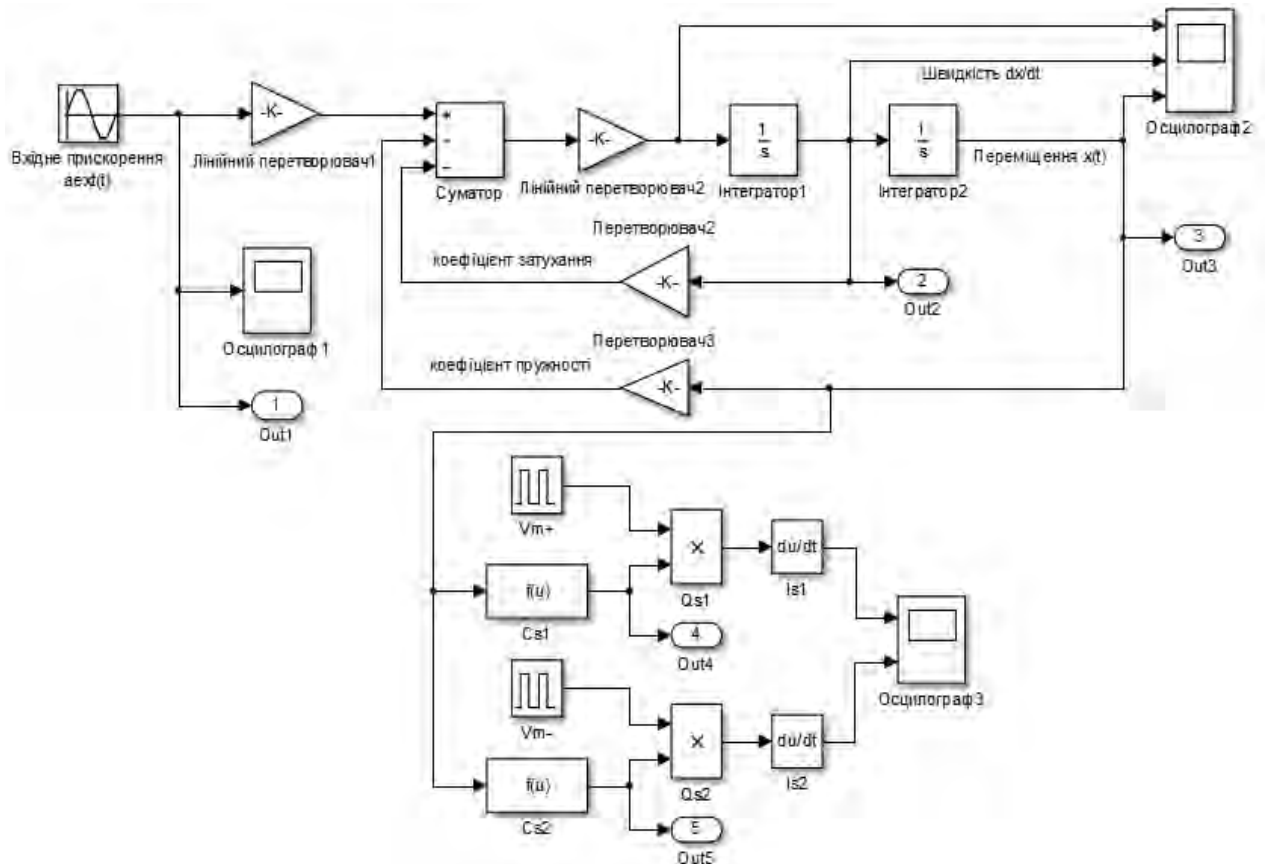 Вхідне прискорення
aext(t)
-K-
Лінійний перетворювач1
+
-
-
Суматор
-K-
Лінійний перетворювач2
1
s
Інтегратор1
Швидкість dx/dt
1
s
Інтегратор2
Переміщення x(t)
Осцилограф2
3
Out3
Перетворювач2
коефіцієнт затухання
-K-
2
Out2
Осцилограф1
Перетворювач3
коефіцієнт пружності
-K-
1
Out1
Vm+
×
Qs1
du/dt
Is1
f(u)
Cs1
4
Out4
Осцилограф3
Vm-
×
Qs2
du/dt
Is2
f(u)
Cs2
5
Out5